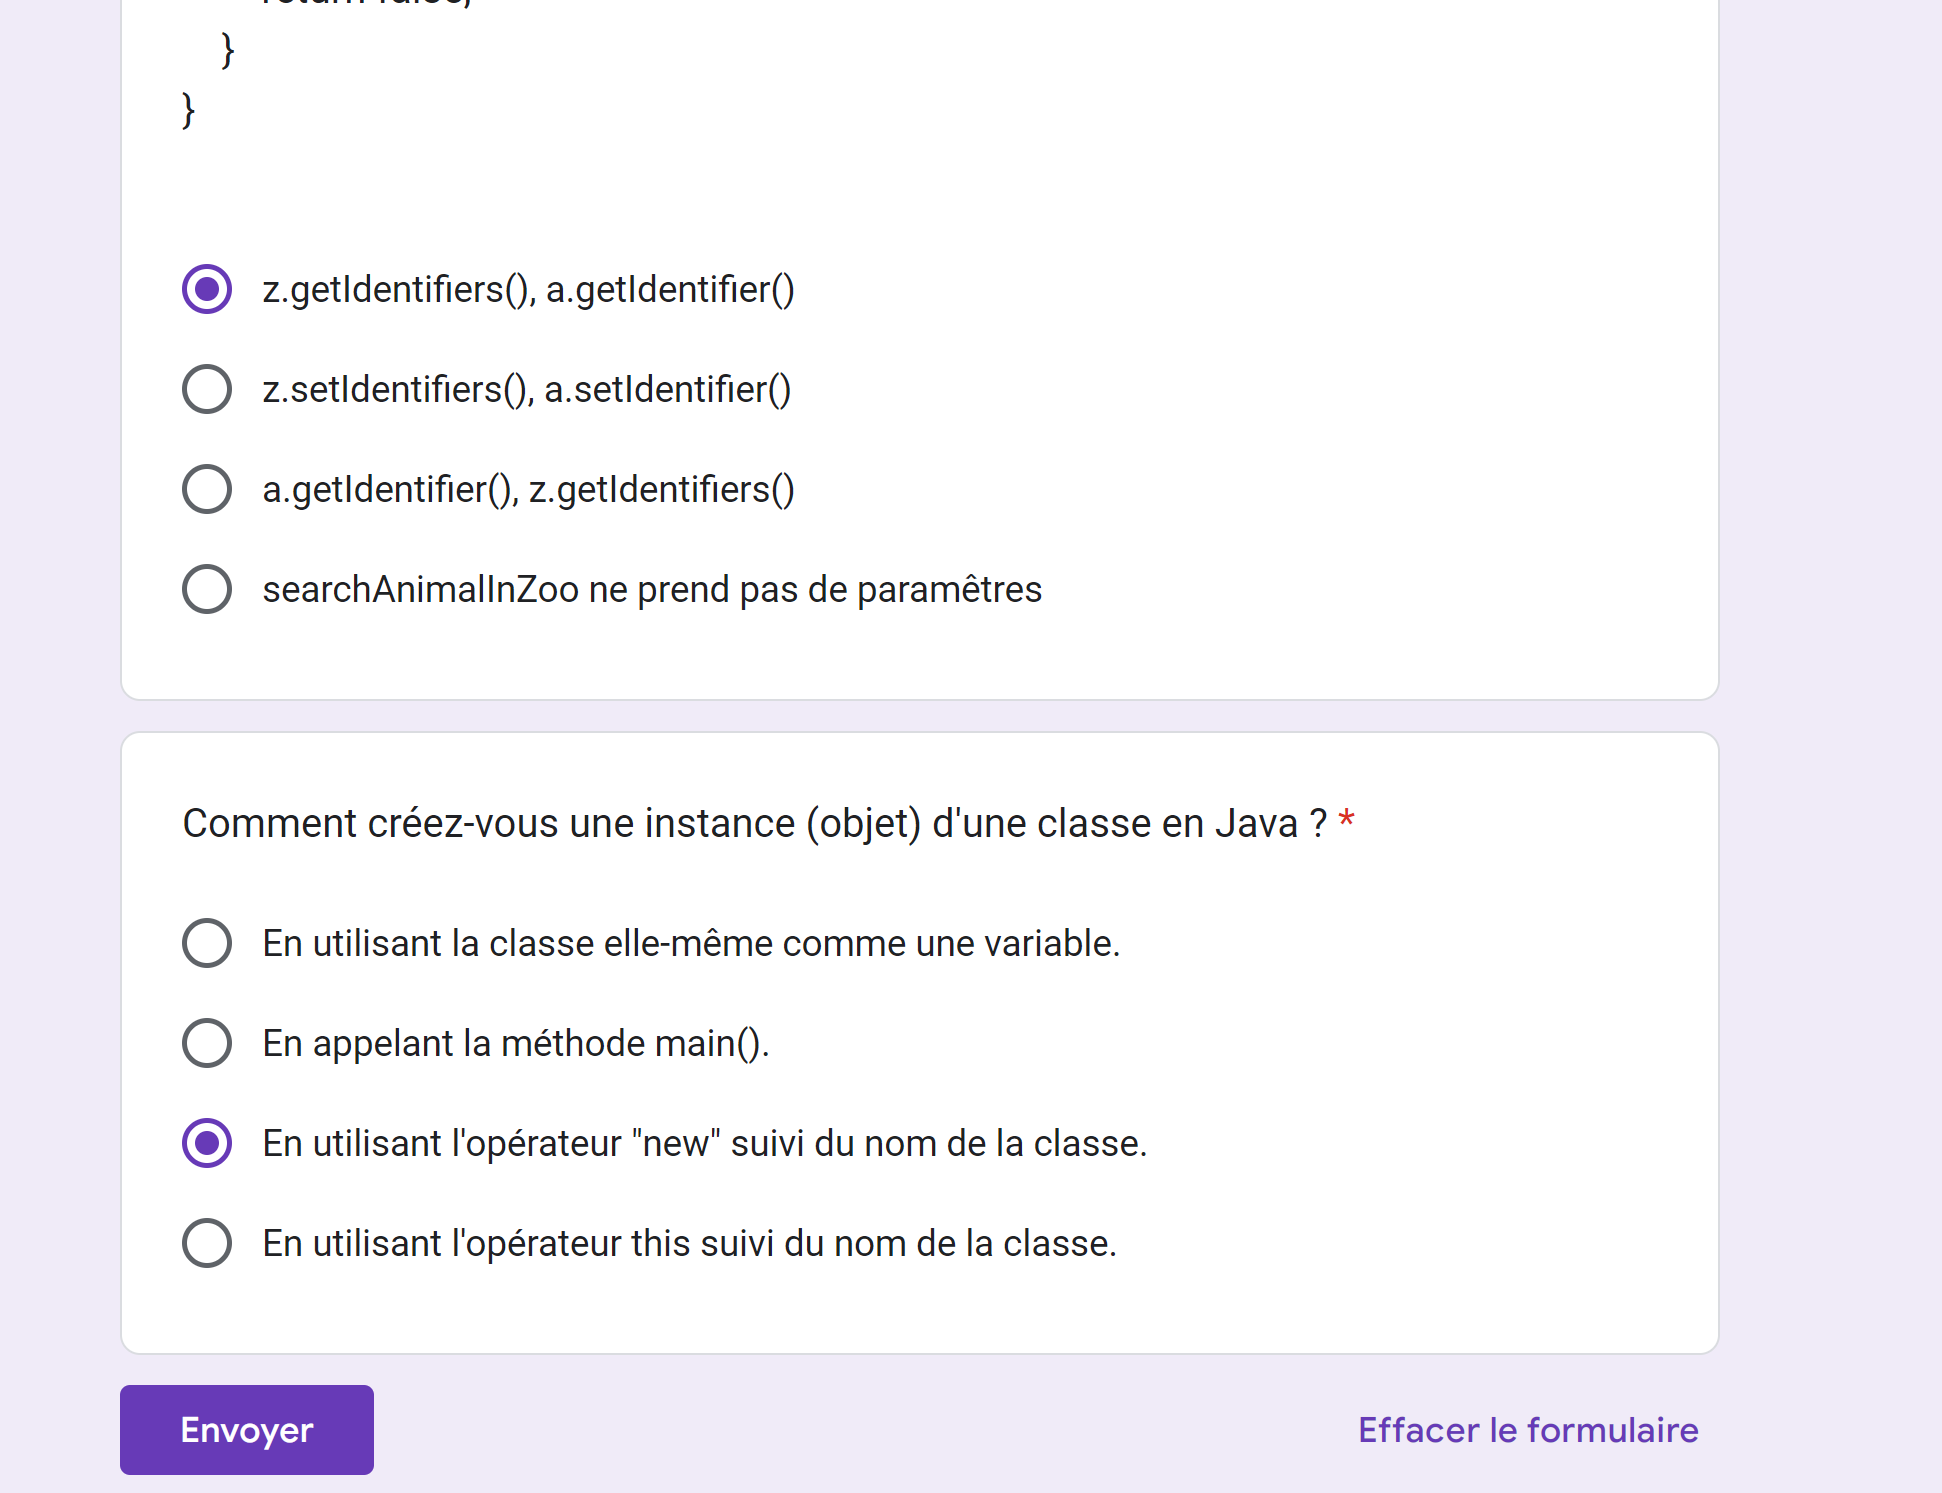 }
}
z.getIdentifiers(), a.getIdentifier()
z.setIdentifiers(), a.setIdentifier()
a.getIdentifier(), z.getIdentifiers()
searchAnimalInZoo ne prend pas de paramêtres
Comment créez-vous une instance (objet) d'une classe en Java ? *
En utilisant la classe elle-même comme une variable.
En appelant la méthode main().
En utilisant l'opérateur "new" suivi du nom de la classe.
En utilisant l'opérateur this suivi du nom de la classe.
Envoyer
Effacer le formulaire